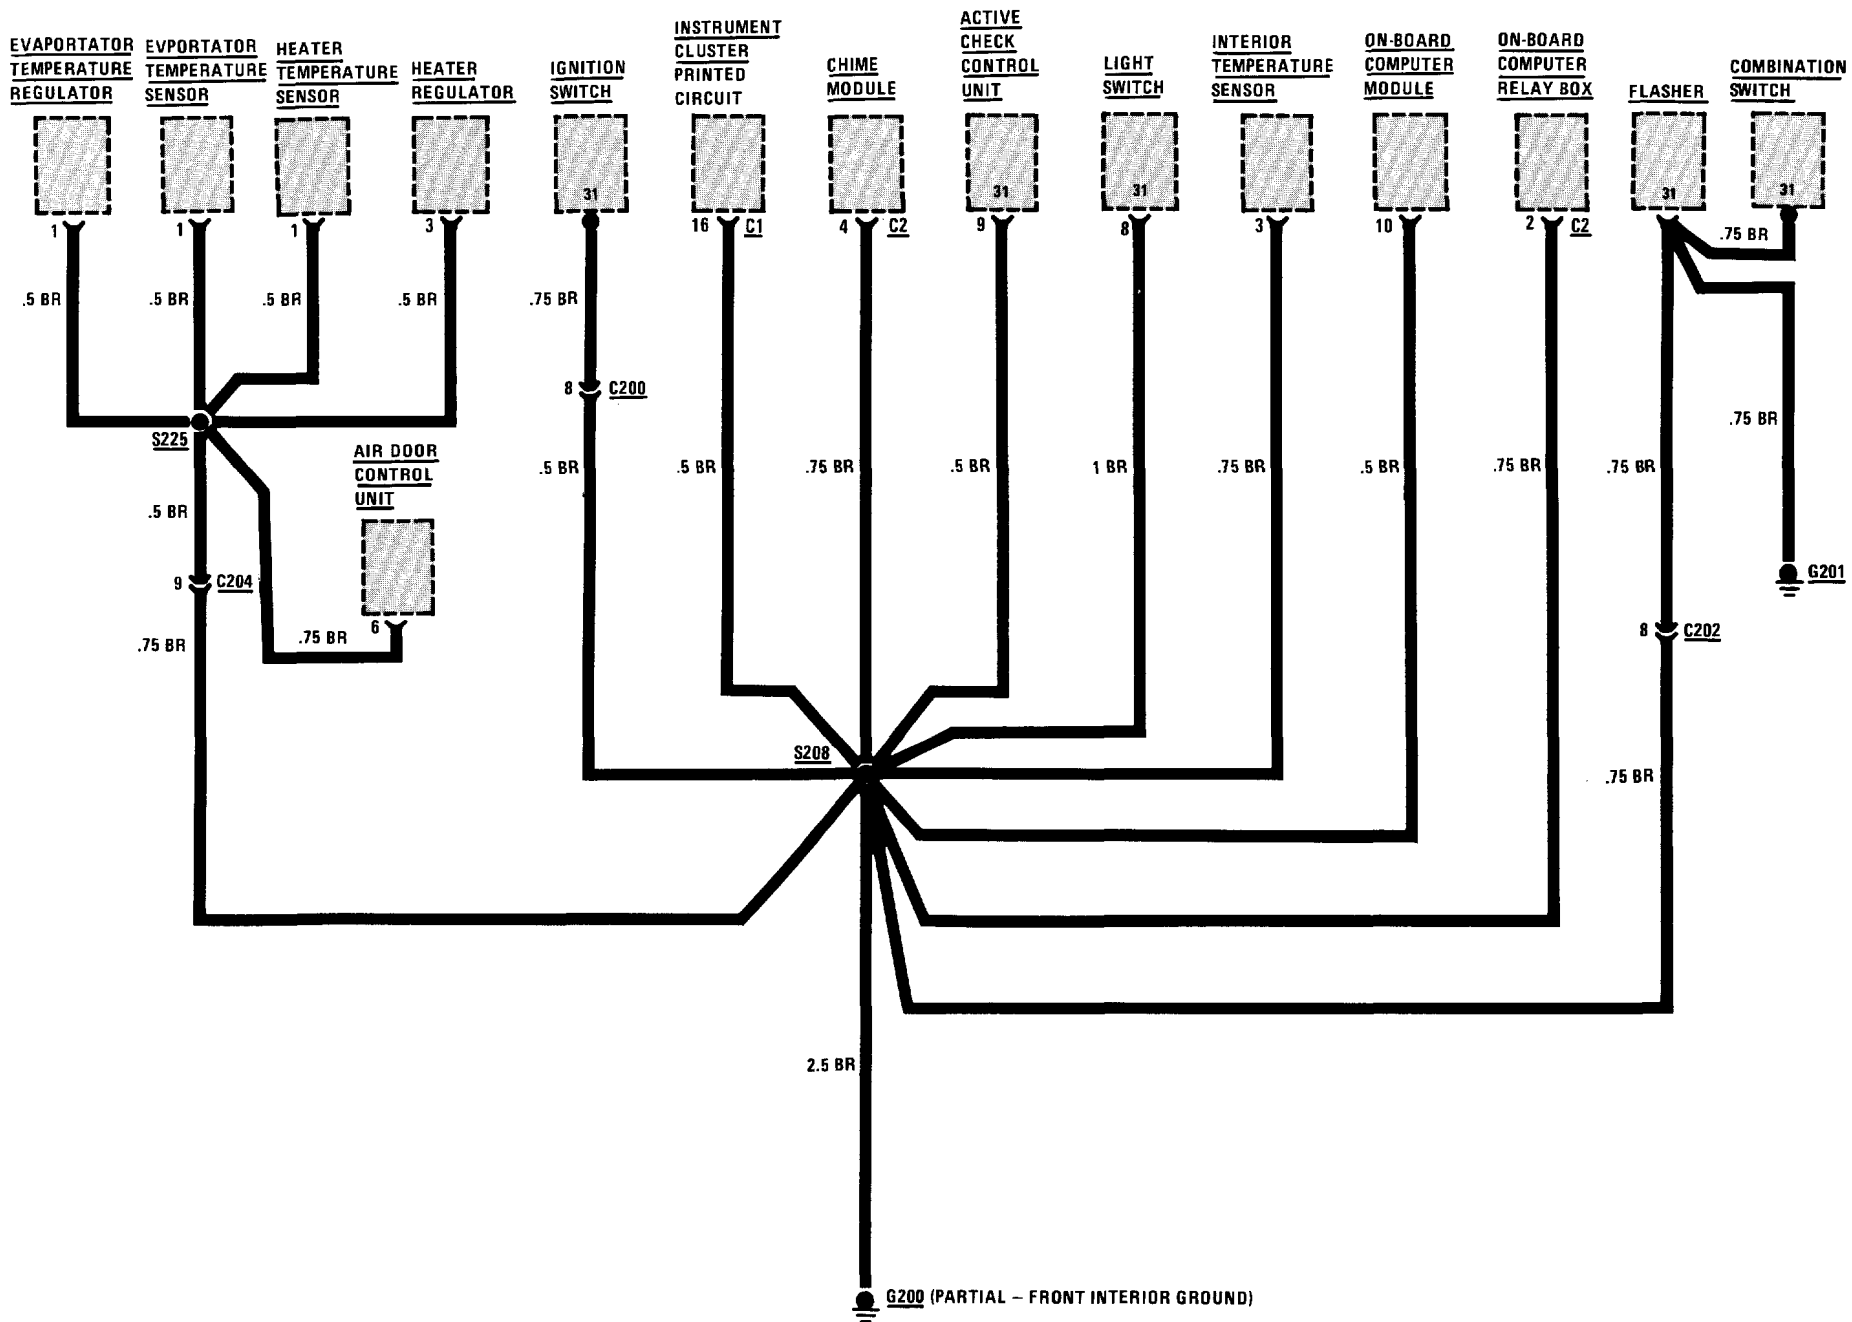 EVAPORTATOR
TEMPERATURE
REGULATOR
EVPORTATOR
TEMPERATURE
SENSOR
HEATER
TEMPERATURE
SENSOR
HEATER
REGULATOR
IGNITION
SWITCH
INSTRUMENT
CLUSTER
PRINTED
CIRCUIT
CHIME
MODULE
ACTIVE
CHECK
CONTROL
UNIT
LIGHT
SWITCH
INTERIOR
TEMPERATURE
SENSOR
ON-BOARD
COMPUTER
MODULE
ON-BOARD
COMPUTER
RELAY BOX
FLASHER
COMBINATION
SWITCH
31
31
31
31
31
1
1
1
3
16 C1
4 C2
9
8
3
10
2 C2
.75 BR
.5 BR
.5 BR
.5 BR
.5 BR
.75 BR
8 C200
.75 BR
S225
AIR DOOR
CONTROL
UNIT
.5 BR
.5 BR
.75 BR
.5 BR
1 BR
.75 BR
.5 BR
.75 BR
.75 BR
.5 BR
9 C204
G201
.75 BR
.75 BR
6
8 C202
S208
.75 BR
2.5 BR
G200 (PARTIAL – FRONT INTERIOR GROUND)